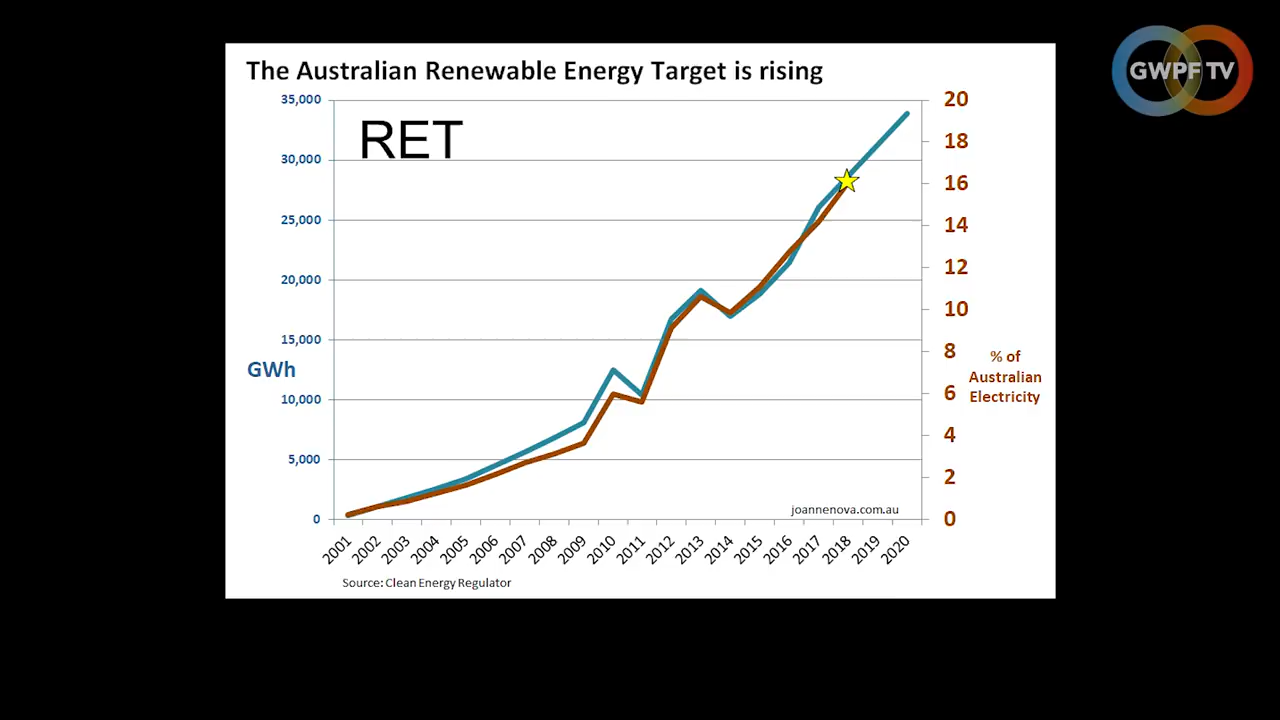 GWPF TV
The Australian Renewable Energy Target is rising
RET
35,000
30,000
25,000
20,000
15,000
GWh
10,000
5,000
0
20
18
16
14
12
10
8
% of
Australian
Electricity
6
4
2
0
joannenova.com.au
2001 2002 2003 2004 2005 2006 2007 2008 2009 2010 2011 2012 2013 2014 2015 2016 2017 2018 2019 2020
Source: Clean Energy Regulator